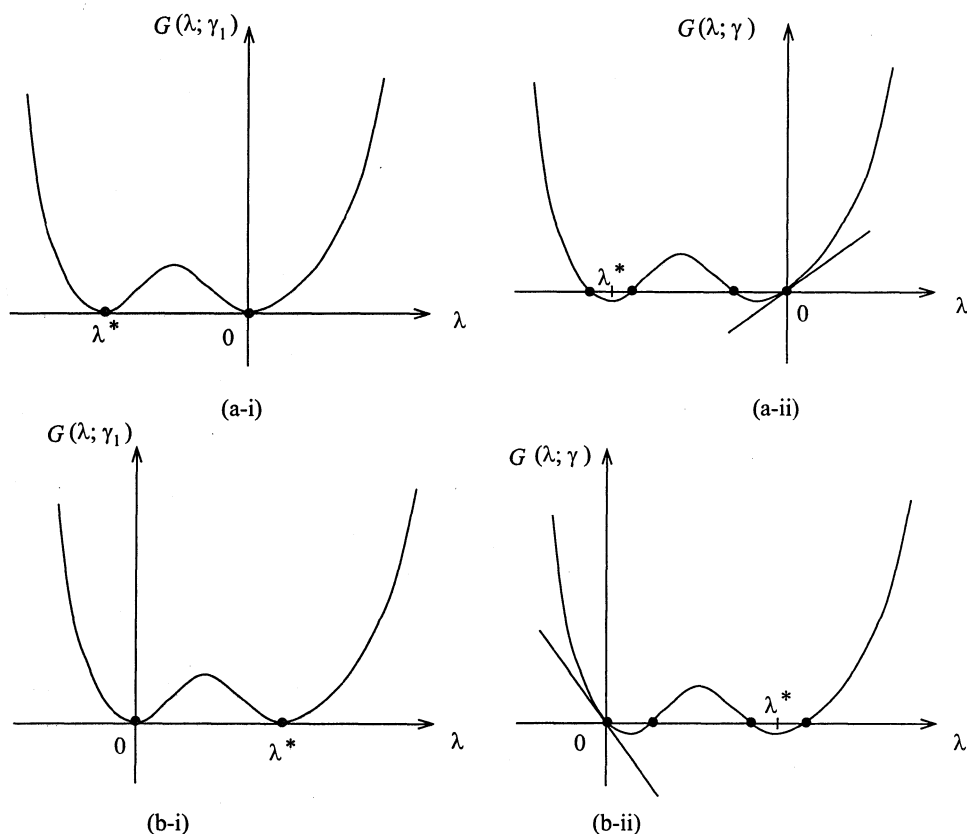 G(λ; γ₁)
λ*
0
λ
(a-i)
G(λ; γ)
λ*
0
λ
(a-ii)
G(λ; γ₁)
0
λ*
λ
(b-i)
G(λ; γ)
0
λ*
λ
(b-ii)